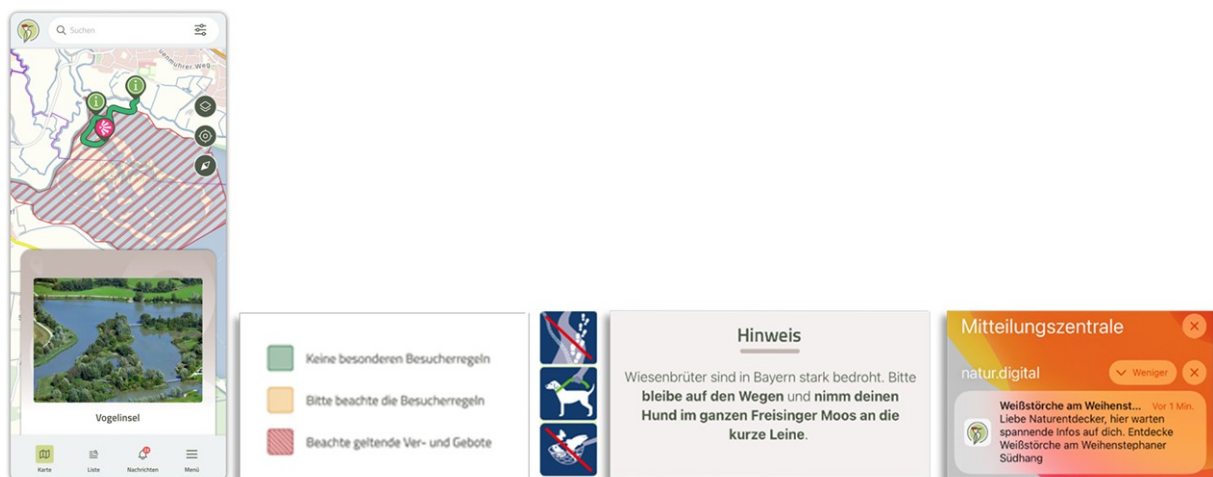 Suchen
enmuhrer-Weg
Vogelinsel
Karte
Liste
Nachrichten
Menü
Keine besonderen Besucherregeln
Bitte beachte die Besucherregeln
Beachte geltende Ver- und Gebote
Hinweis
Wiesenbrüter sind in Bayern stark bedroht. Bitte
bleibe auf den Wegen und nimm deinen
Hund im ganzen Freisinger Moos an die
kurze Leine.
Mitteilungszentrale
natur.digital
Weniger
Weißstörche am Weihenst... Vor 1 Min.
Liebe Naturentdecker, hier warten
spannende Infos auf dich. Entdecke
Weißstörche am Weihenstephaner
Südhang